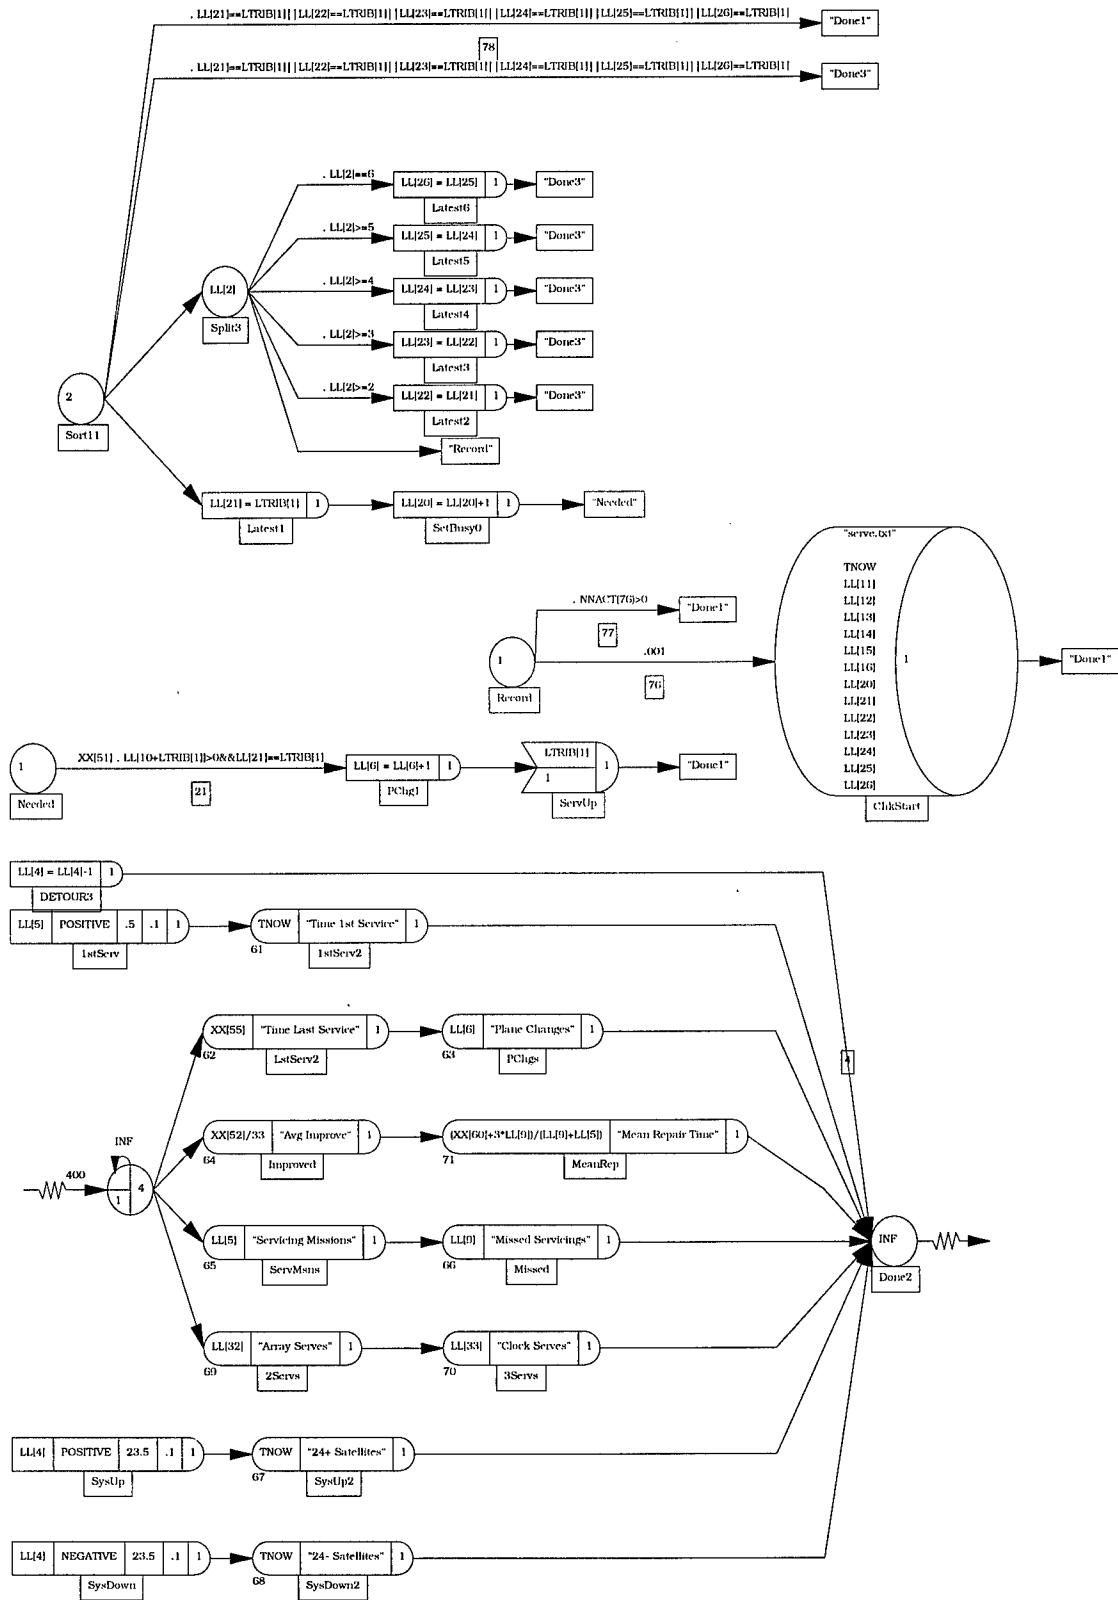 , LL[21]==LTRIB[1]||LL[22]==LTRIB[1]||LL[23]==LTRIB[1]||LL[24]==LTRIB[1]||LL[25]==LTRIB[1]||LL[26]==LTRIB[1]
"Done1"
78
, LL[21]==LTRIB[1]||LL[22]==LTRIB[1]||LL[23]==LTRIB[1]||LL[24]==LTRIB[1]||LL[25]==LTRIB[1]||LL[26]==LTRIB[1]
"Done3"
, LL[2]==6
LL[26] = LL[25] 1 "Done3"
Latest6
, LL[2]>=5
LL[25] = LL[24] 1 "Done3"
Latest5
LL[2]
, LL[2]>=4
LL[24] = LL[23] 1 "Done3"
Split3
Latest4
, LL[2]>=3
LL[23] = LL[22] 1 "Done3"
Latest3
, LL[2]>=2
LL[22] = LL[21] 1 "Done3"
2
Sort11
Latest2
"Record"
LL[21] = LTRIB[1] 1 LL[20] = LL[20]+1 1 "Needed"
Latest1
SetBusy0
"serve.txt"
TNOW
LL[11]
LL[12]
LL[13]
LL[14]
LL[15]
LL[16]
LL[20]
LL[21]
LL[22]
LL[23]
LL[24]
LL[25]
LL[26]
1
"Done1"
ChkStart
, NNACT(76)>0
"Done1"
77
1
.001
Record
76
1
XX[51] , LL[10+LTRIB[1]]>0&&LL[21]==LTRIB[1]
LL[6] = LL[6]+1 1
LTRIB[1]
1
1
"Done1"
Needed
21
PChg1
ServUp
LL[4] = LL[4]-1 1
DETOUR3
LL[5] POSITIVE .5 .1 1 TNOW "Time 1st Service" 1
1stServ
61
1stServ2
XX[55] "Time Last Service" 1 LL[6] "Plane Changes" 1
62
LstServ2
63
PChgs
4
INF
XX[52]/33 "Avg Improve" 1 (XX[60]+3*LL[9])/(LL[9]+LL[5]) "Mean Repair Time" 1
64
Improved
71
MeanRep
400
1
4
LL[5] "Servicing Missions" 1 LL[9] "Missed Servicings" 1
INF
65
ServMsns
66
Missed
Done2
LL[32] "Array Serves" 1 LL[33] "Clock Serves" 1
69
2Servs
70
3Servs
LL[4] POSITIVE 23.5 .1 1 TNOW "24+ Satellites" 1
SysUp
67
SysUp2
LL[4] NEGATIVE 23.5 .1 1 TNOW "24- Satellites" 1
SysDown
68
SysDown2